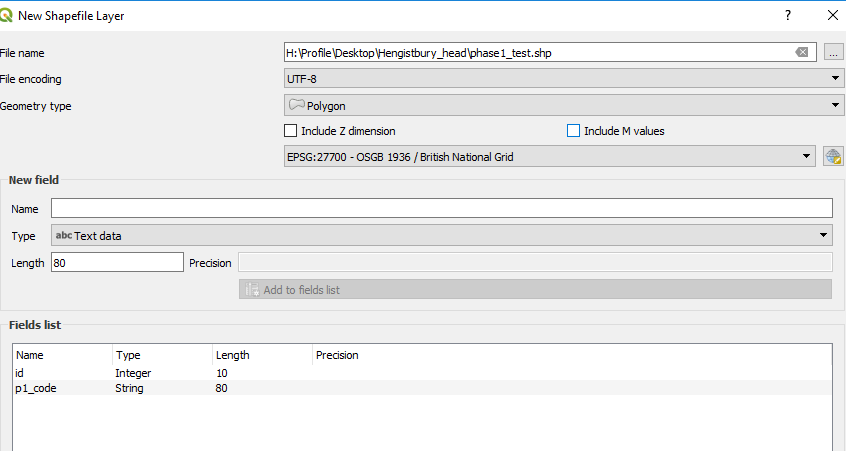 New Shapefile Layer
File name H:\Profile\Desktop\Hengistbury_head\phase1_test.shp ...
File encoding UTF-8
Geometry type Polygon
Include Z dimension Include M values
EPSG:27700 - OSGB 1936 / British National Grid
New field
Name
Type abc Text data
Length 80 Precision
Add to fields list
Fields list
Name Type Length Precision
id Integer 10
p1_code String 80